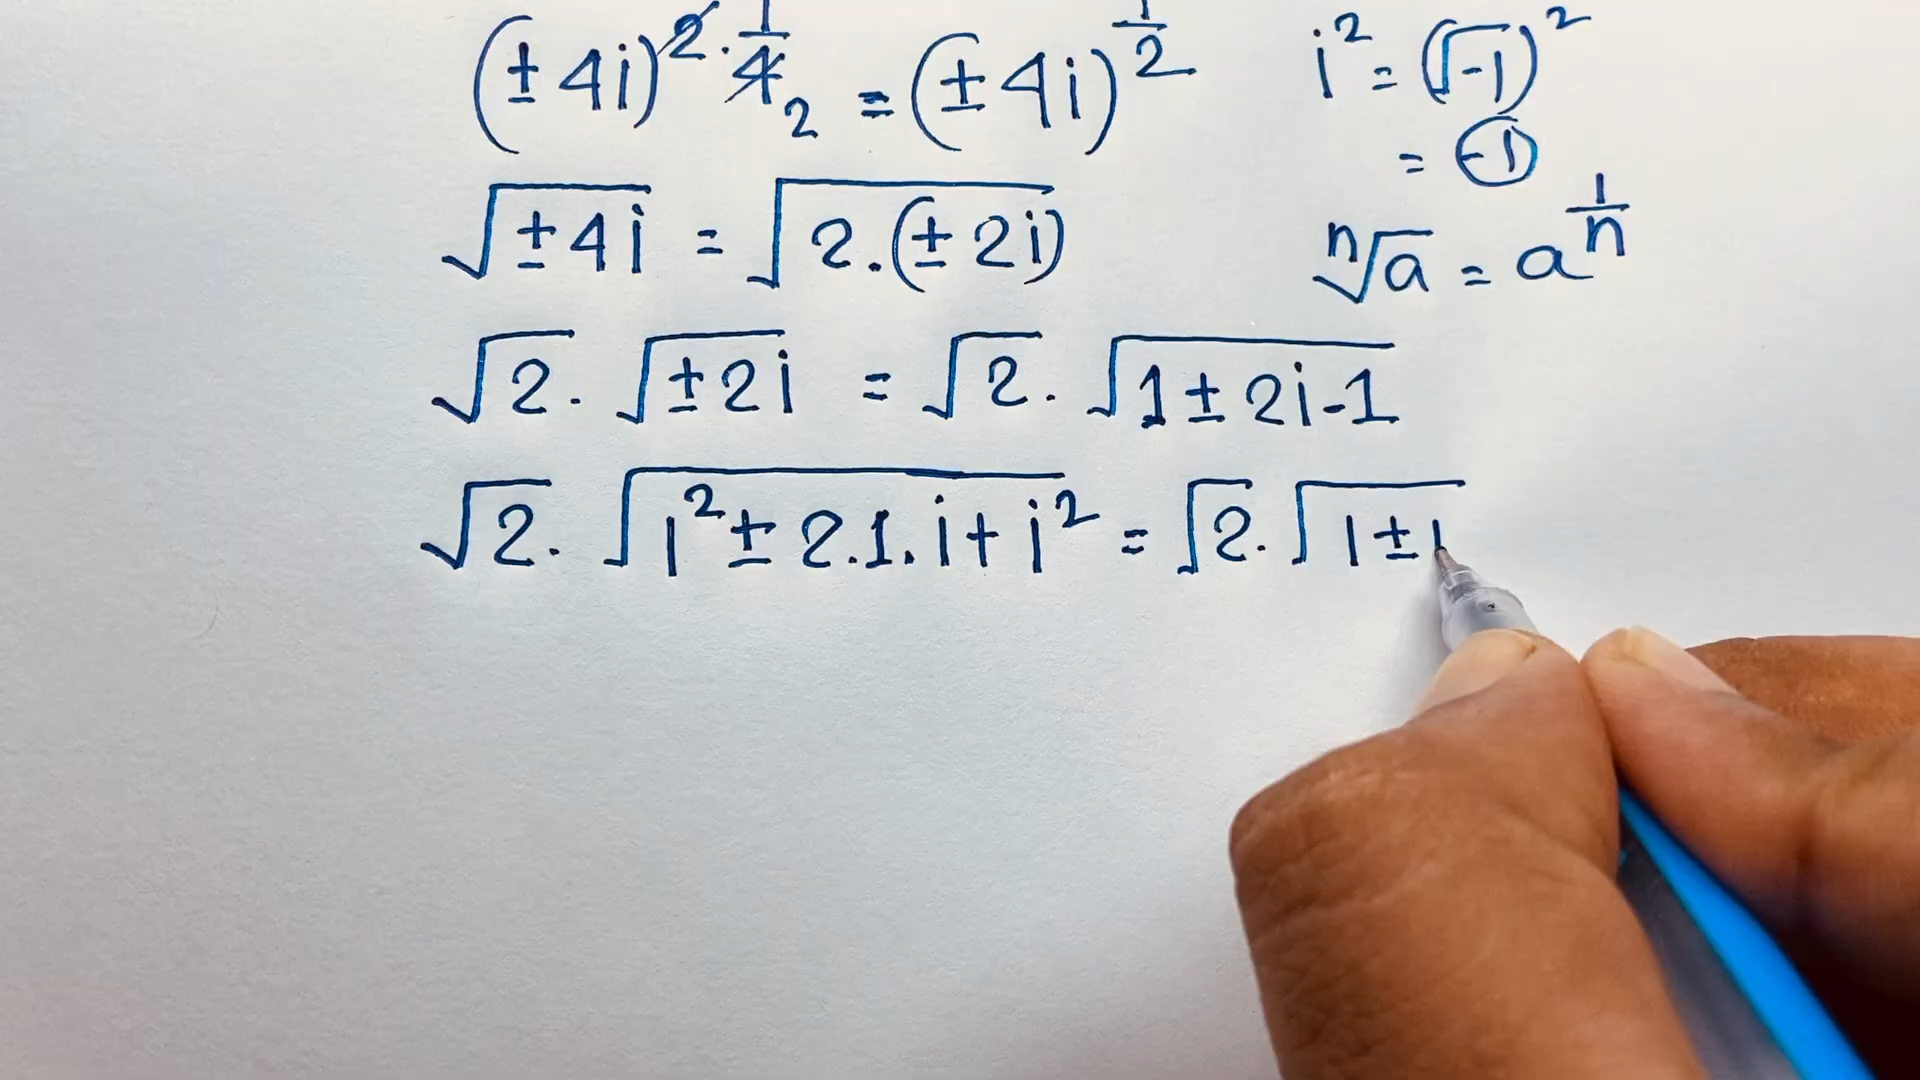 (±4i)^{2·1/4}_2 = (±4i)^{1/2}
i² = (√-1)²
= -1
√±4i = √2.(±2i)
ⁿ√a = a^{1/n}
√2 . √±2i = √2 . √1±2i-1
√2 . √1²±2.1.i+i² = √2 . √1±i